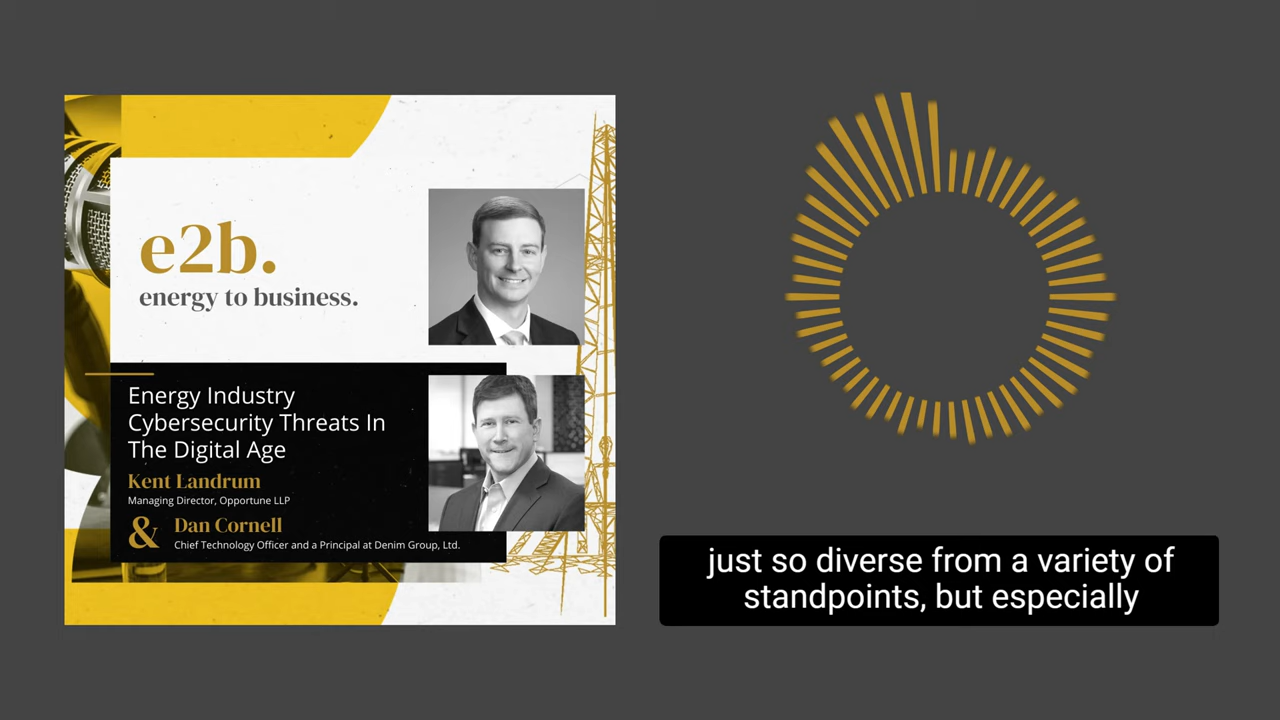 e2b.
energy to business.
Energy Industry
Cybersecurity Threats In
The Digital Age
Kent Landrum
Managing Director, Opportune LLP
& Dan Cornell
Chief Technology Officer and a Principal at Denim Group, Ltd.
just so diverse from a variety of
standpoints, but especially